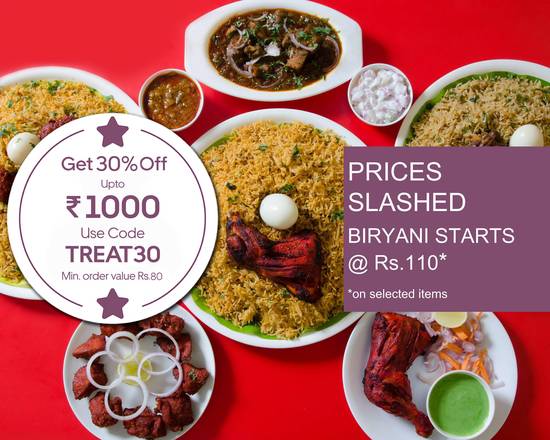 Get 30% Off
Upto
₹1000
Use Code
TREAT30
Min. order value Rs.80
PRICES
SLASHED
BIRYANI STARTS
@ Rs.110*
*on selected items